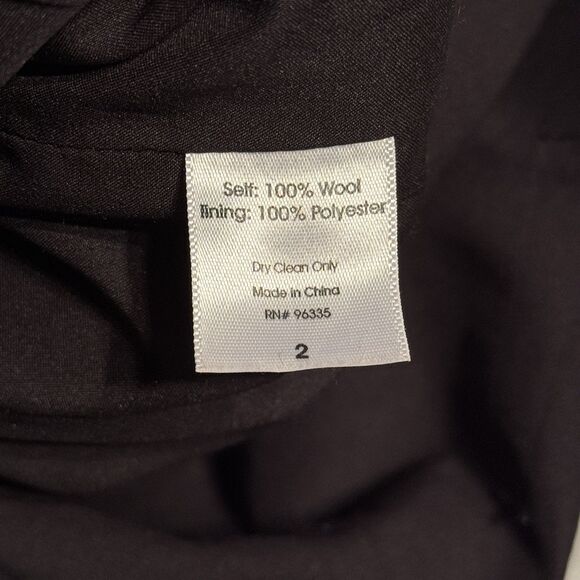 Self: 100% Wool
lining: 100% Polyester
Dry Clean Only
Made in China
RN# 96335
2